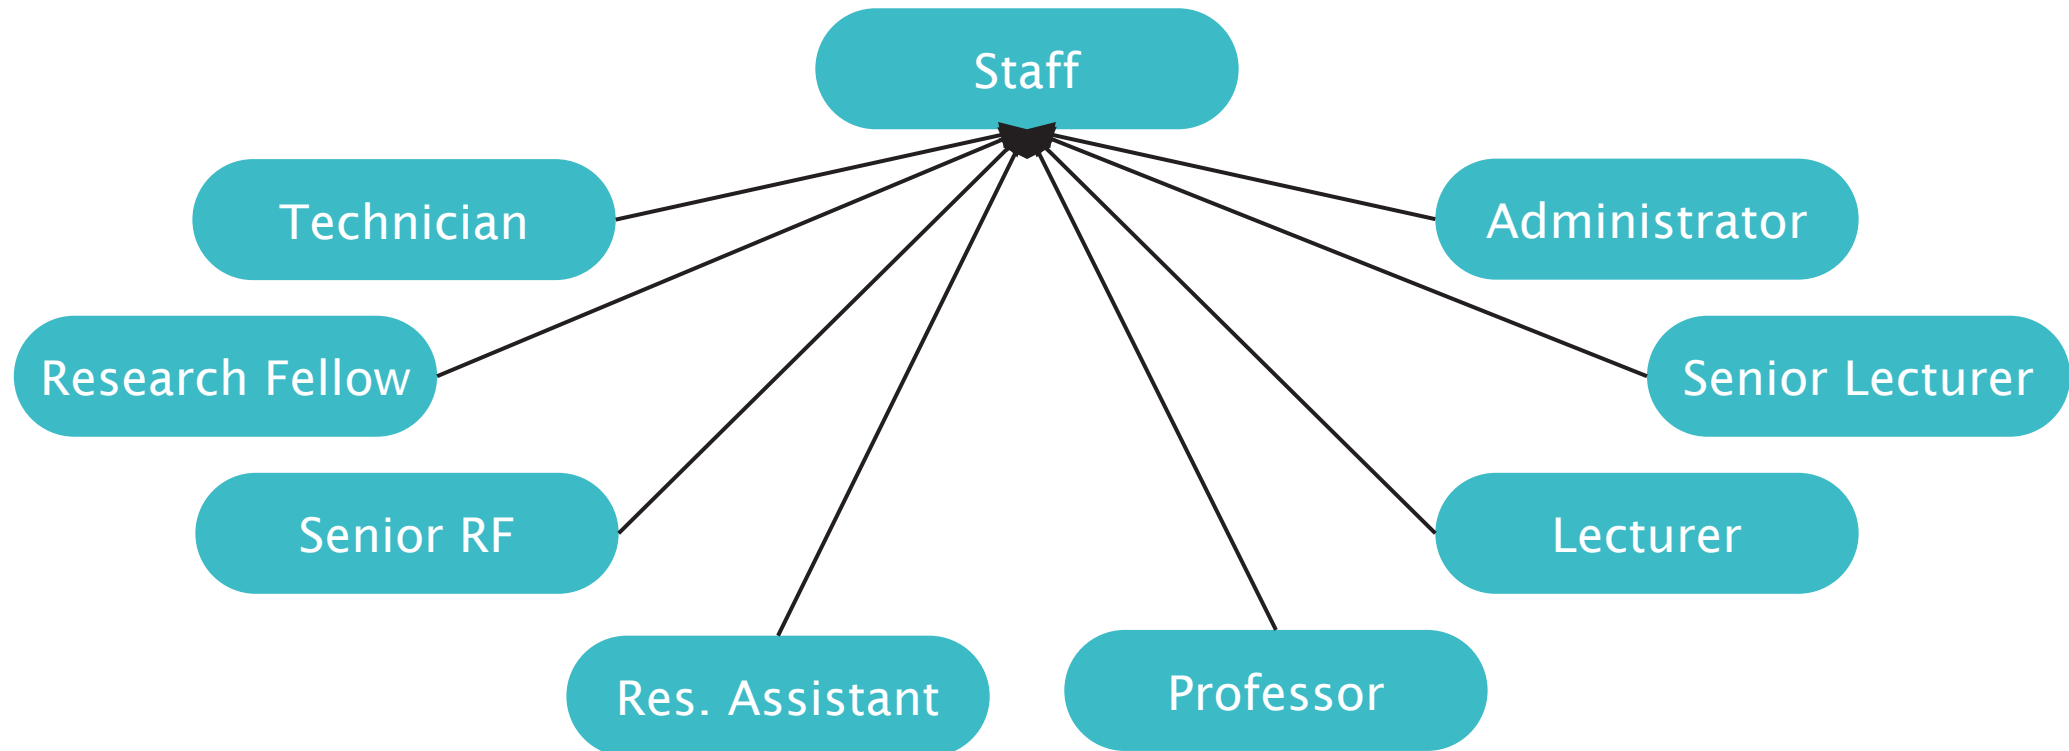 Staff
Technician
Administrator
Research Fellow
Senior Lecturer
Senior RF
Lecturer
Res. Assistant
Professor